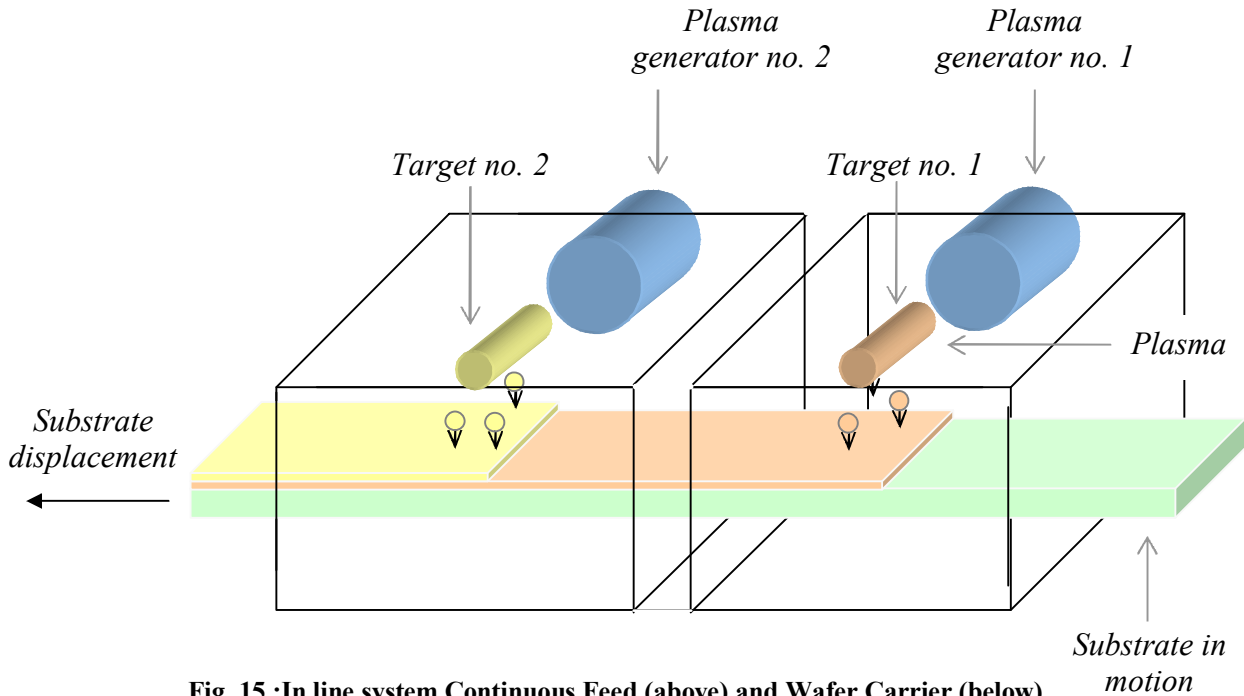 Plasma
generator no. 2
Plasma
generator no. 1
Target no. 2
Target no. 1
Plasma
Substrate
displacement
Substrate in
motion
Fig. 15 :In line system Continuous Feed (above) and Wafer Carrier (below)